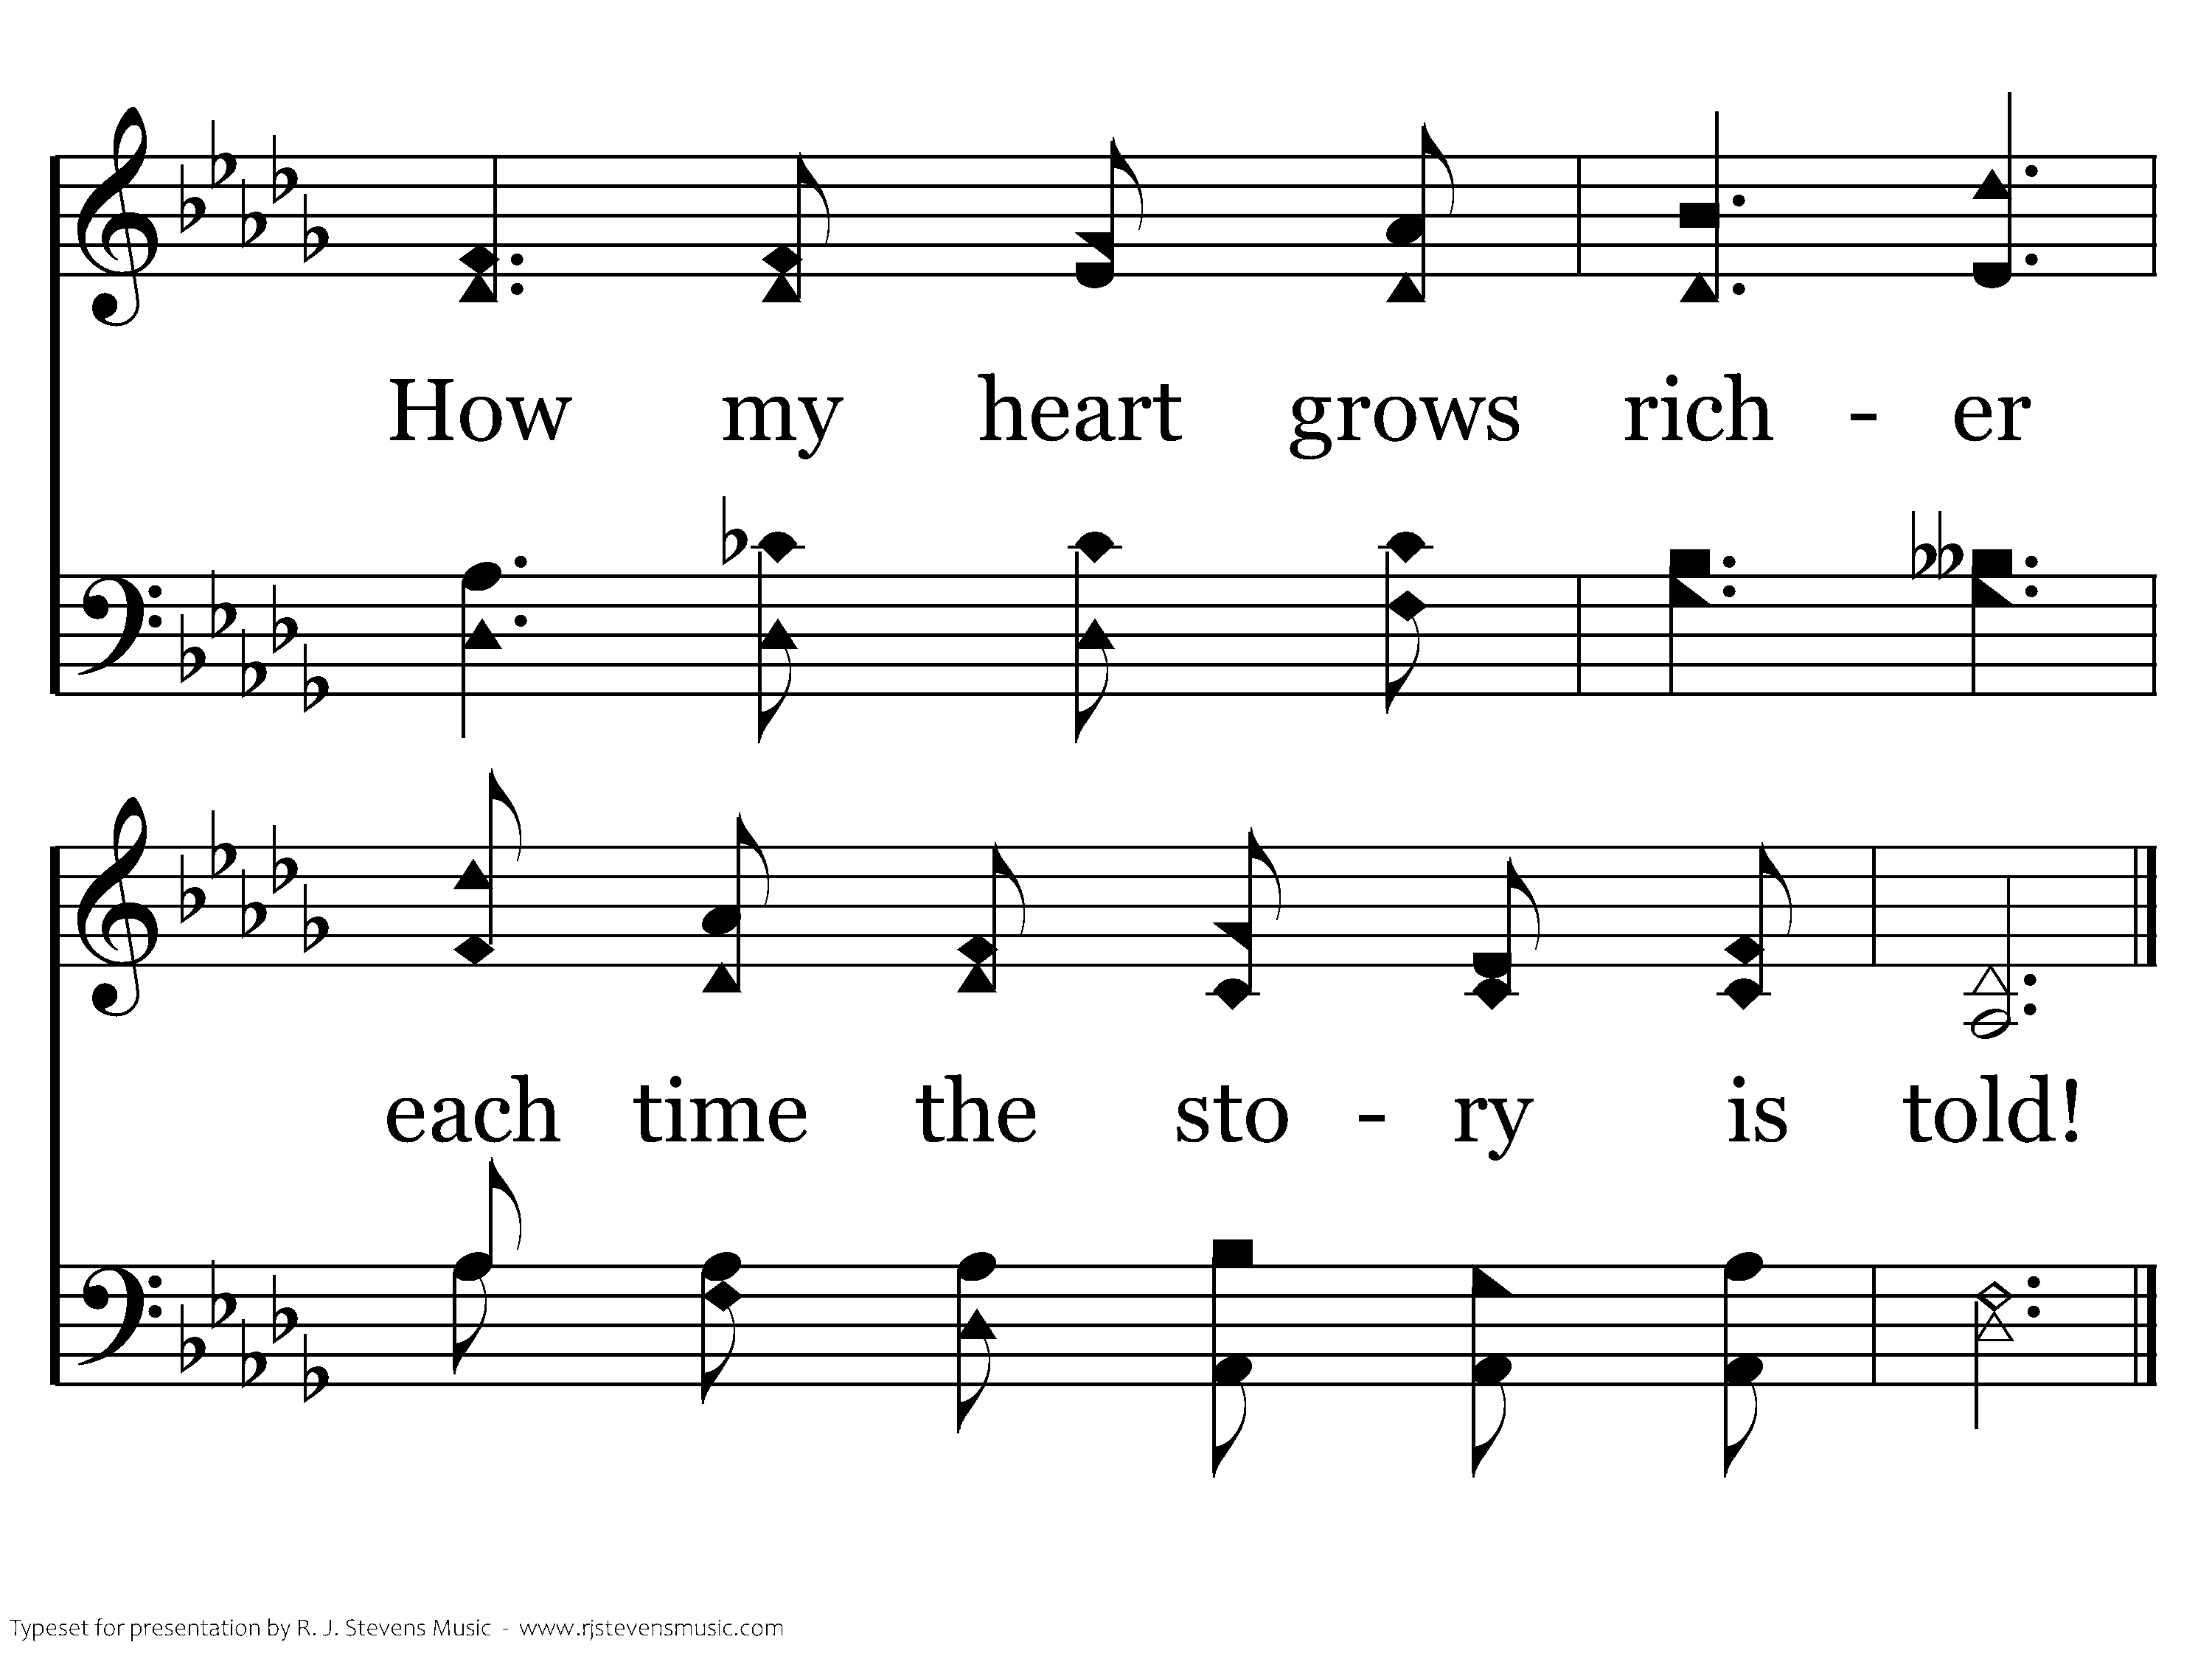 How my heart grows rich - er
each time the sto - ry is told!
Typeset for presentation by R. J. Stevens Music - www.rjstevensmusic.com